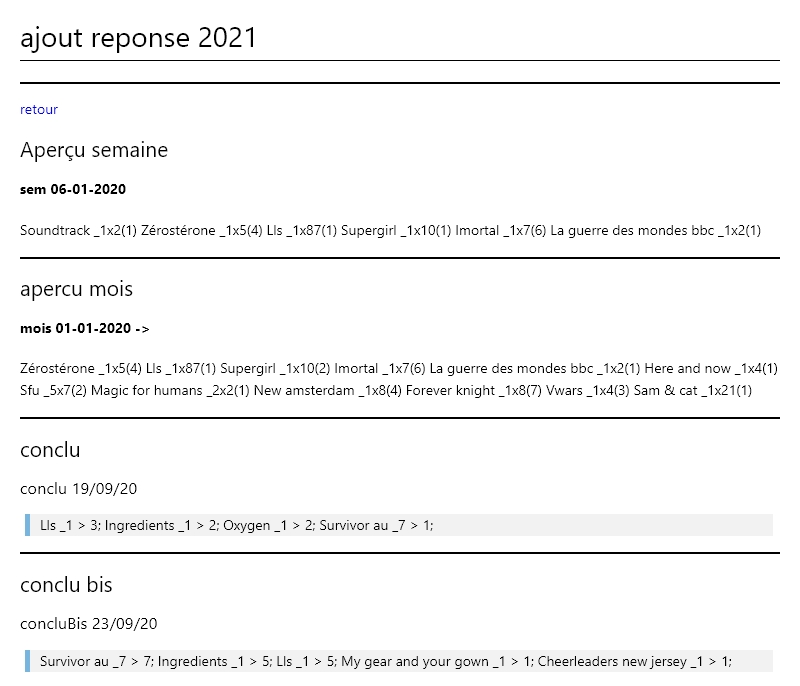 ajout reponse 2021
retour
Aperçu semaine
sem 06-01-2020
Soundtrack _1x2(1) Zérostérone _1x5(4) Lls _1x87(1) Supergirl _1x10(1) Imortal _1x7(6) La guerre des mondes bbc _1x2(1)
apercu mois
mois 01-01-2020 ->
Zérostérone _1x5(4) Lls _1x87(1) Supergirl _1x10(2) Imortal _1x7(6) La guerre des mondes bbc _1x2(1) Here and now _1x4(1)
Sfu _5x7(2) Magic for humans _2x2(1) New amsterdam _1x8(4) Forever knight _1x8(7) Vwars _1x4(3) Sam & cat _1x21(1)
conclu
conclu 19/09/20
Lls _1 > 3; Ingredients _1 > 2; Oxygen _1 > 2; Survivor au _7 > 1;
conclu bis
concluBis 23/09/20
Survivor au _7 > 7; Ingredients _1 > 5; Lls _1 > 5; My gear and your gown _1 > 1; Cheerleaders new jersey _1 > 1;